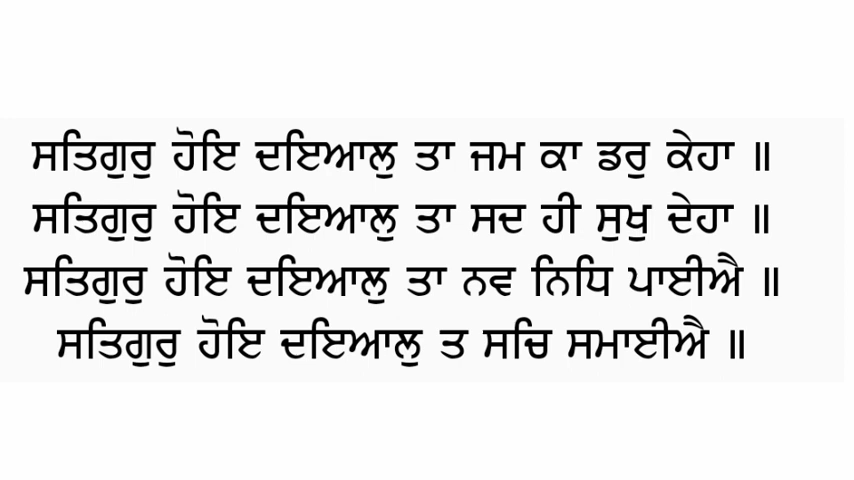 ਸਤਿਗੁਰੁ ਹੋਇ ਦਇਆਲੁ ਤਾ ਜਮ ਕਾ ਡਰੁ ਕੇਹਾ ॥
ਸਤਿਗੁਰੁ ਹੋਇ ਦਇਆਲੁ ਤਾ ਸਦ ਹੀ ਸੁਖੁ ਦੇਹਾ ॥
ਸਤਿਗੁਰੁ ਹੋਇ ਦਇਆਲੁ ਤਾ ਨਵ ਨਿਧਿ ਪਾਈਐ ॥
ਸਤਿਗੁਰੁ ਹੋਇ ਦਇਆਲੁ ਤ ਸਚਿ ਸਮਾਈਐ ॥